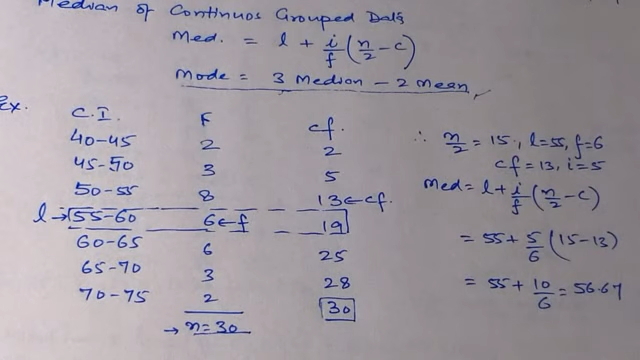 Median of Continuos Grouped Data
Med. = l + i/f (n/2 - c)
Mode = 3 Median - 2 Mean
Ex.
C.I. F cf.
40-45 2 2
45-50 3 5
50-55 8 13←cf.
l→ 55-60 6←f 19
60-65 6 25
65-70 3 28
70-75 2 30
→ n=30
∴ n/2 = 15, l=55, f=6
cf=13, i=5
Med = l + i/f (n/2 - c)
= 55 + 5/6 (15-13)
= 55 + 10/6 = 56.67